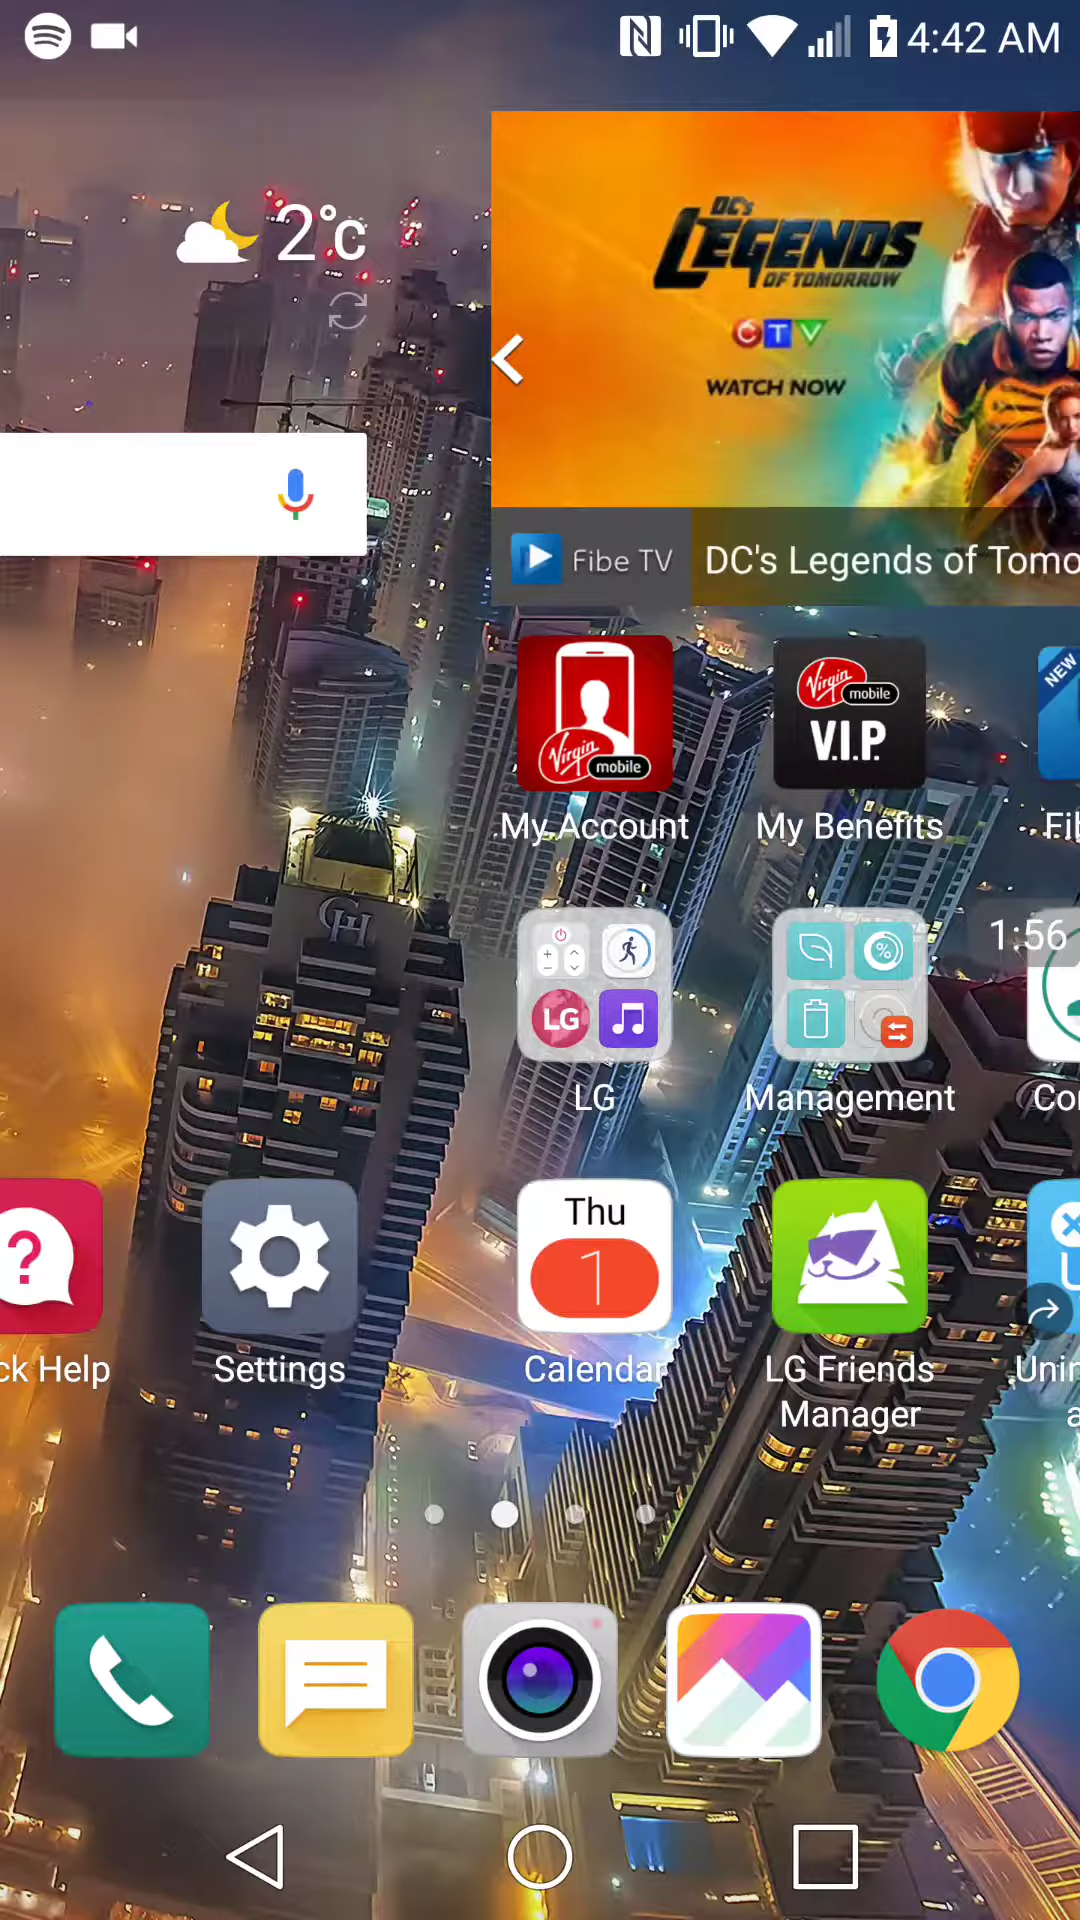 4:42 AM
2°c
DC's
LEGENDS
OF TOMORROW
CTV
WATCH NOW
Fibe TV
DC's Legends of Tomo
NEW
Virgin
mobile
Virgin
mobile
V.I.P.
My Account
My Benefits
GH
1:56
%
LG
LG
Management
Thu
1
?
ck Help
Settings
Calendar
LG Friends
Manager